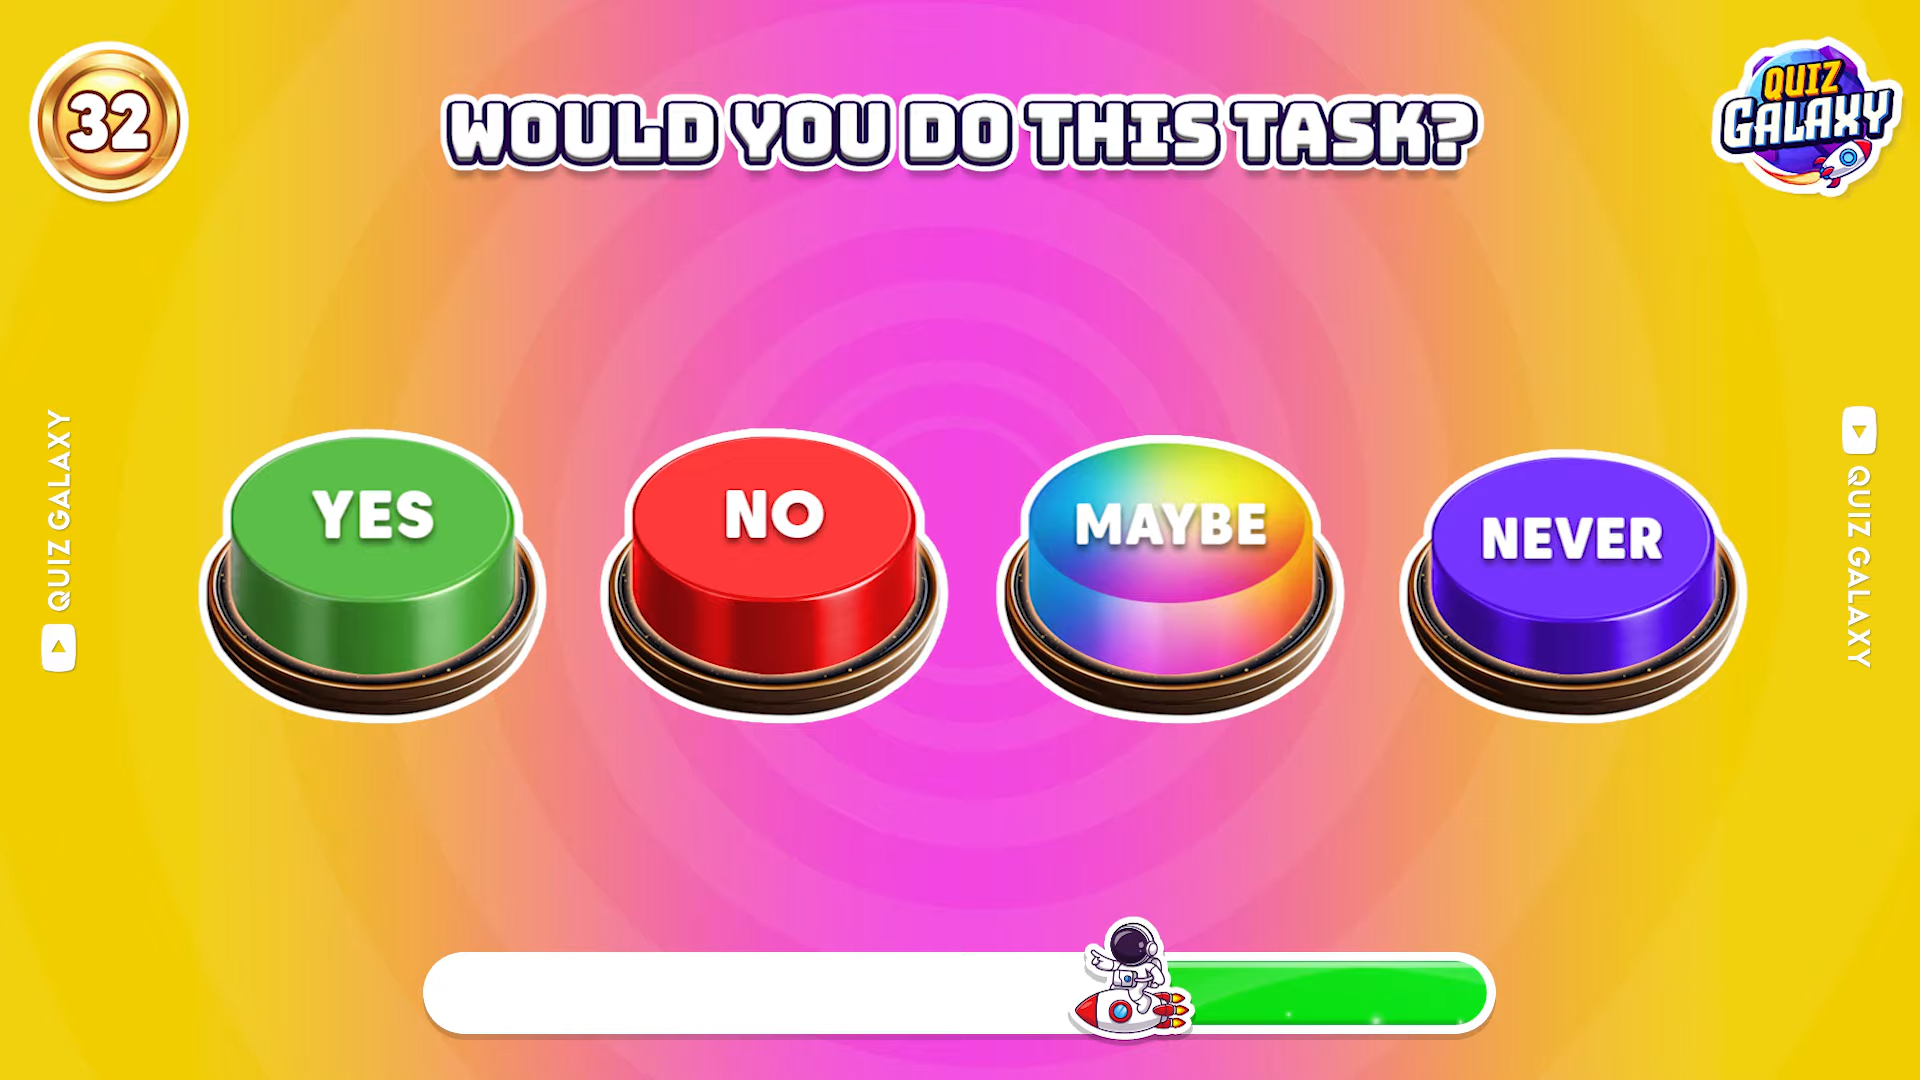 32
WOULD YOU DO THIS TASK?
QUIZ
GALAXY
YES
NO
MAYBE
NEVER
QUIZ GALAXY
QUIZ GALAXY